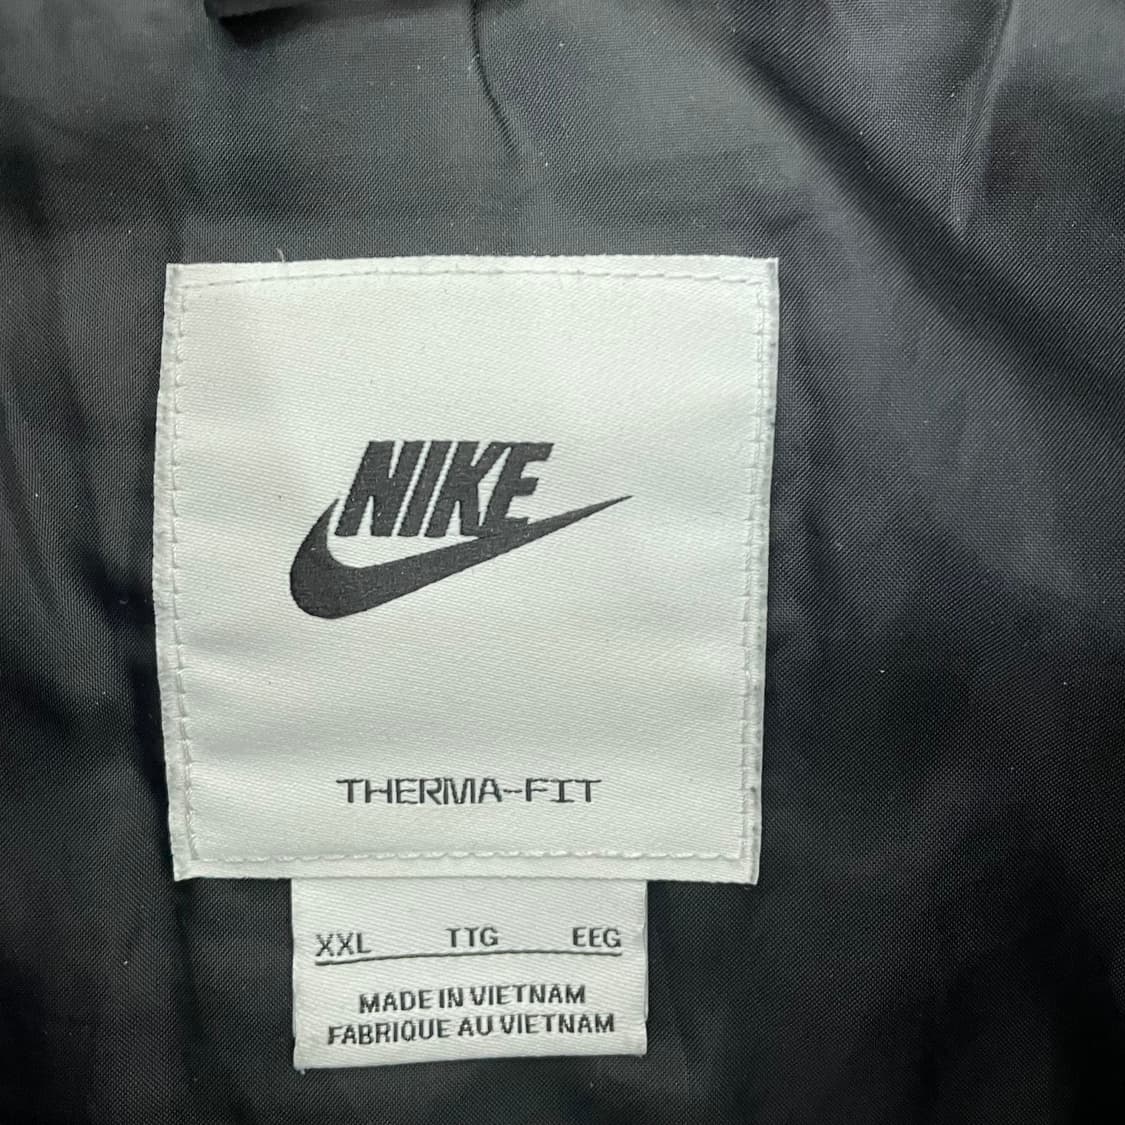 NIKE
THERMA-FIT
XXL TTG EEG
MADE IN VIETNAM
FABRIQUE AU VIETNAM